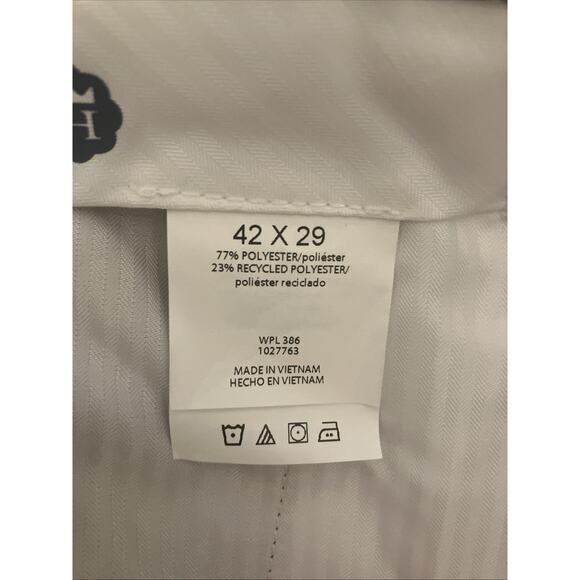 H
42 X 29
77% POLYESTER/poliéster
23% RECYCLED POLYESTER/
poliéster reciclado
WPL 386
1027763
MADE IN VIETNAM
HECHO EN VIETNAM